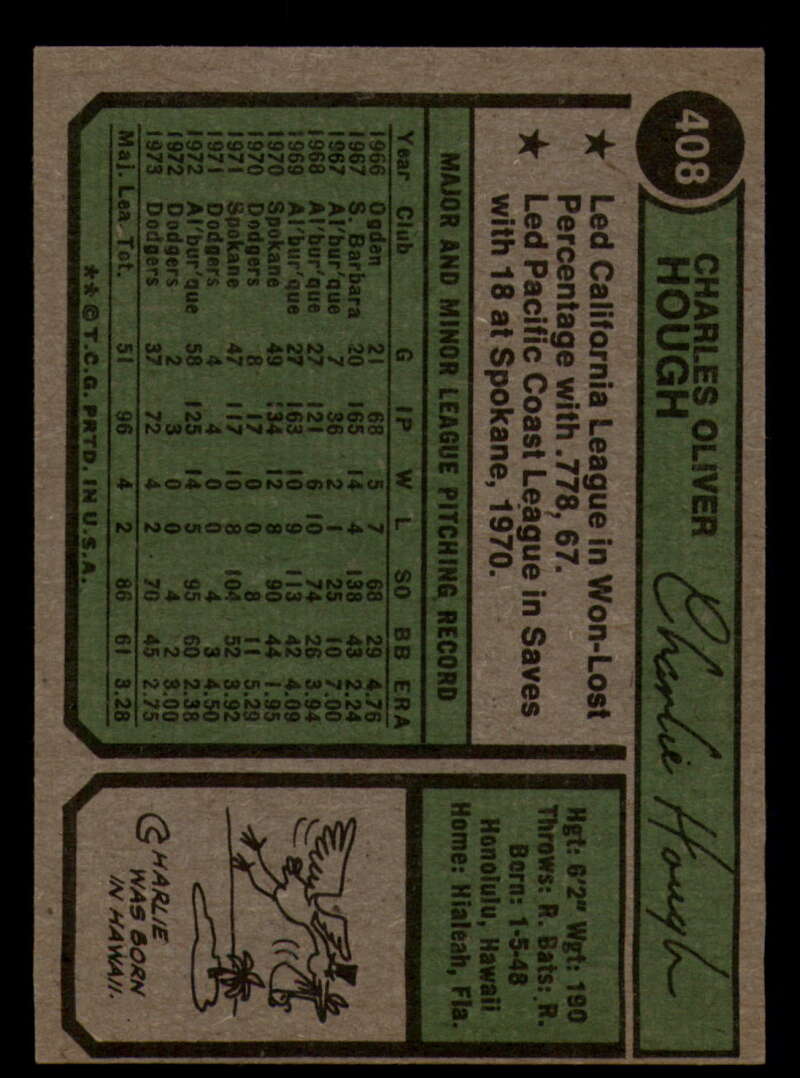 408
CHARLES OLIVER
HOUGH
Charlie Hough
★ Led California League in Won-Lost
Percentage with .778, 67.
★ Led Pacific Coast League in Saves
with 18 at Spokane, 1970.
MAJOR AND MINOR LEAGUE PITCHING RECORD
Year Club G IP W L SO BB ERA
1966 Ogden 21 68 5 7 68 29 4.76
1967 S. Barbara 20 165 14 4 138 43 2.24
1967 Al'bur'que 7 36 2 1 25 10 7.00
1968 Al'bur'que 27 121 6 10 74 26 3.94
1969 Al'bur'que 27 163 10 9 113 42 4.09
1970 Spokane 49 134 12 8 90 44 1.95
1970 Dodgers 8 17 0 0 8 11 5.29
1971 Spokane 47 117 10 8 104 52 3.92
1971 Dodgers 4 4 0 0 4 3 4.50
1972 Al'bur'que 58 125 14 5 95 60 2.38
1972 Dodgers 2 3 0 0 4 2 3.00
1973 Dodgers 37 72 4 2 70 45 2.75
Maj. Lea. Tot. 51 96 4 2 86 61 3.28
**©T.C.G. PRTD. IN U.S.A.
Hgt: 6'2" Wgt: 190
Throws: R. Bats: R.
Born: 1-5-48
Honolulu, Hawaii
Home: Hialeah, Fla.
CHARLIE
WAS BORN
IN HAWAII.